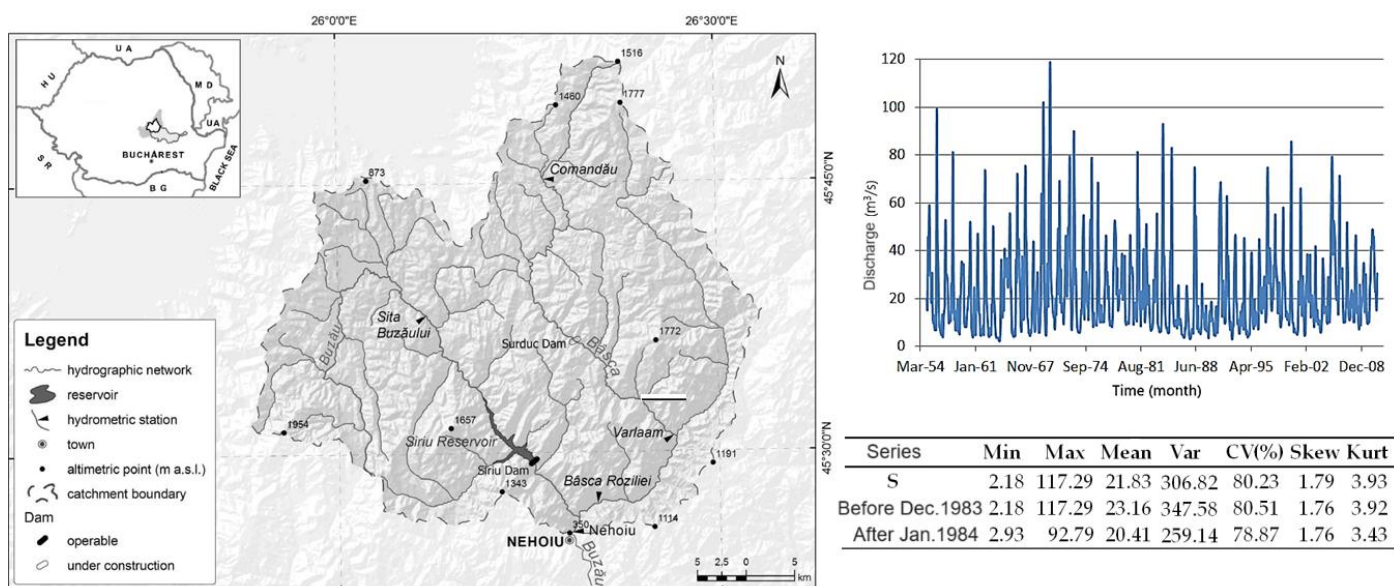 26°0'0"E
26°30'0"E
UA
HU
MD
UA
SR
BUCHAREST
BG
BLACK SEA
N
1516
1460
1777
873
Comandău
45°45'0"N
Sita
Buzăului
Buzău
Surduc Dam
Bâsca
1772
1954
1657
Siriu Reservoir
Varlaam
45°30'0"N
1191
Siriu Dam
1343
Bâsca Roziliei
1114
350
Nehoiu
NEHOIU
Buzău
5 2.5 0 5
km
Legend
hydrographic network
reservoir
hydrometric station
town
altimetric point (m a.s.l.)
catchment boundary
Dam
operable
under construction
Discharge (m³/s)
120
100
80
60
40
20
0
Mar-54 Jan-61 Nov-67 Sep-74 Aug-81 Jun-88 Apr-95 Feb-02 Dec-08
Time (month)
Series Min Max Mean Var CV(%) Skew Kurt
S 2.18 117.29 21.83 306.82 80.23 1.79 3.93
Before Dec.1983 2.18 117.29 23.16 347.58 80.51 1.76 3.92
After Jan.1984 2.93 92.79 20.41 259.14 78.87 1.76 3.43